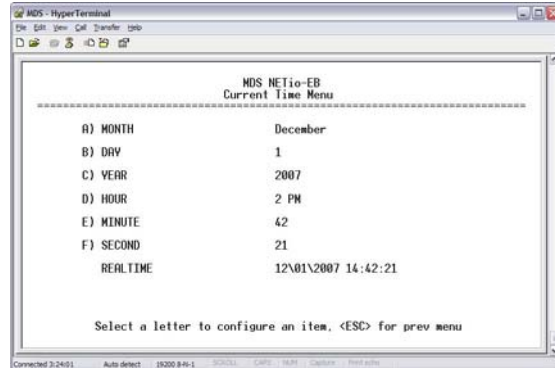 MDS - HyperTerminal
File Edit View Call Transfer Help
MDS NETio-EB
Current Time Menu
A) MONTH December
B) DAY 1
C) YEAR 2007
D) HOUR 2 PM
E) MINUTE 42
F) SECOND 21
REALTIME 12\01\2007 14:42:21
Select a letter to configure an item, <ESC> for prev menu
Connected 3:24:01 Auto detect 19200 8-N-1 SCROLL CAPS NUM Capture Print echo